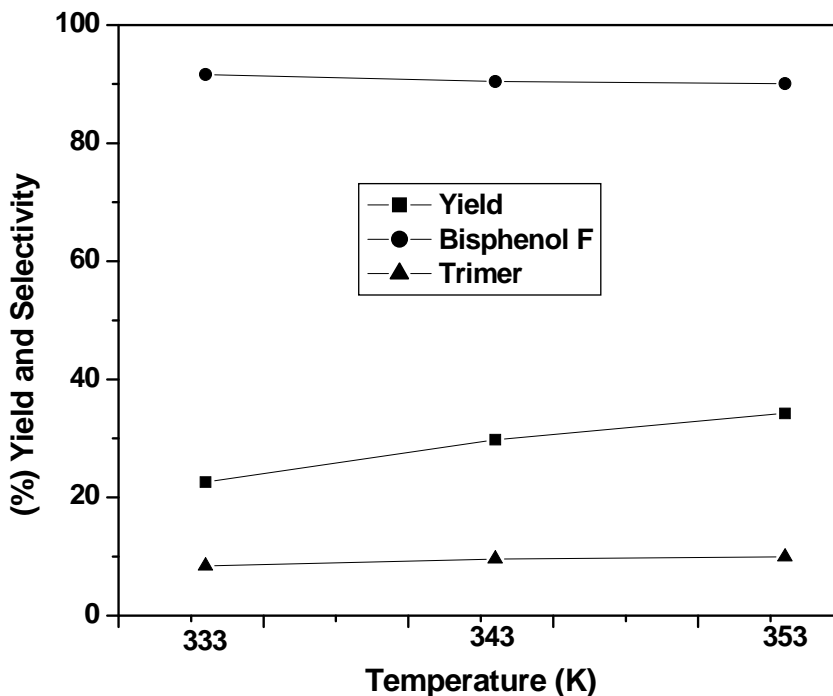 100
80
60
40
20
0
(%) Yield and Selectivity
Yield
Bisphenol F
Trimer
333 343 353
Temperature (K)